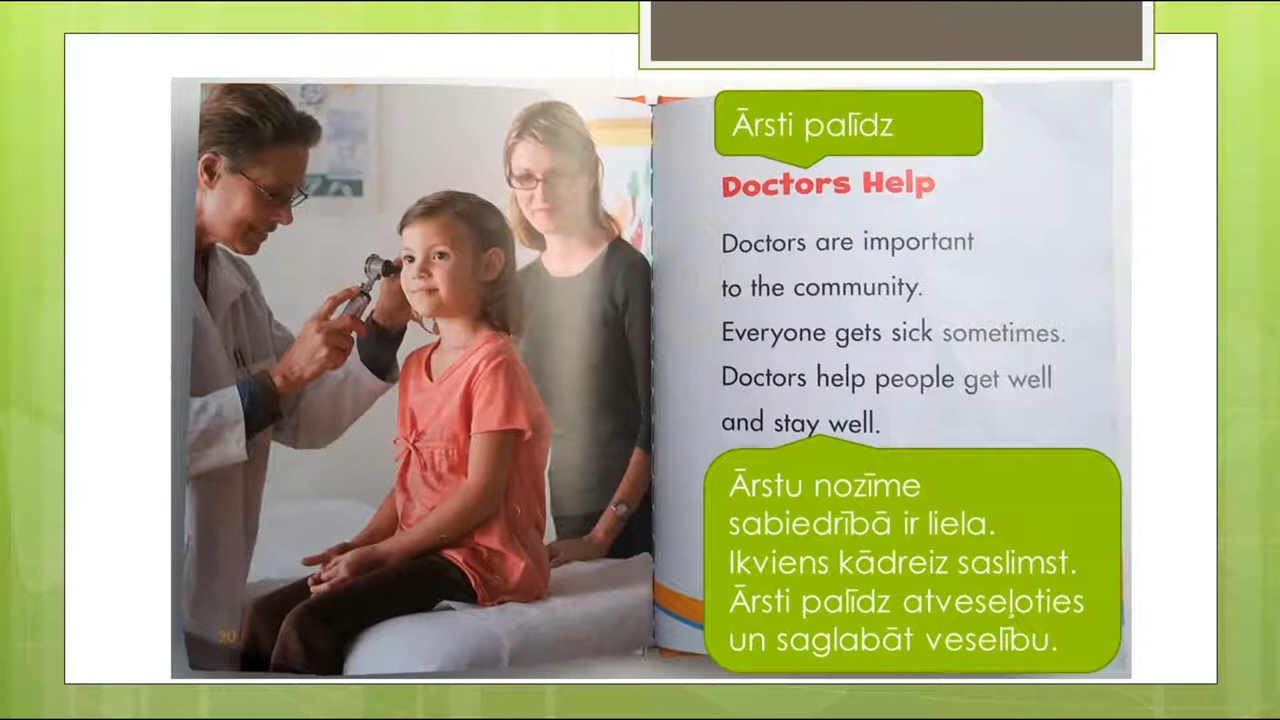 Ārsti palīdz
Doctors Help
Doctors are important
to the community.
Everyone gets sick sometimes.
Doctors help people get well
and stay well.
Ārstu nozīme
sabiedrībā ir liela.
Ikviens kādreiz saslimst.
Ārsti palīdz atveseļoties
un saglabāt veselību.
20